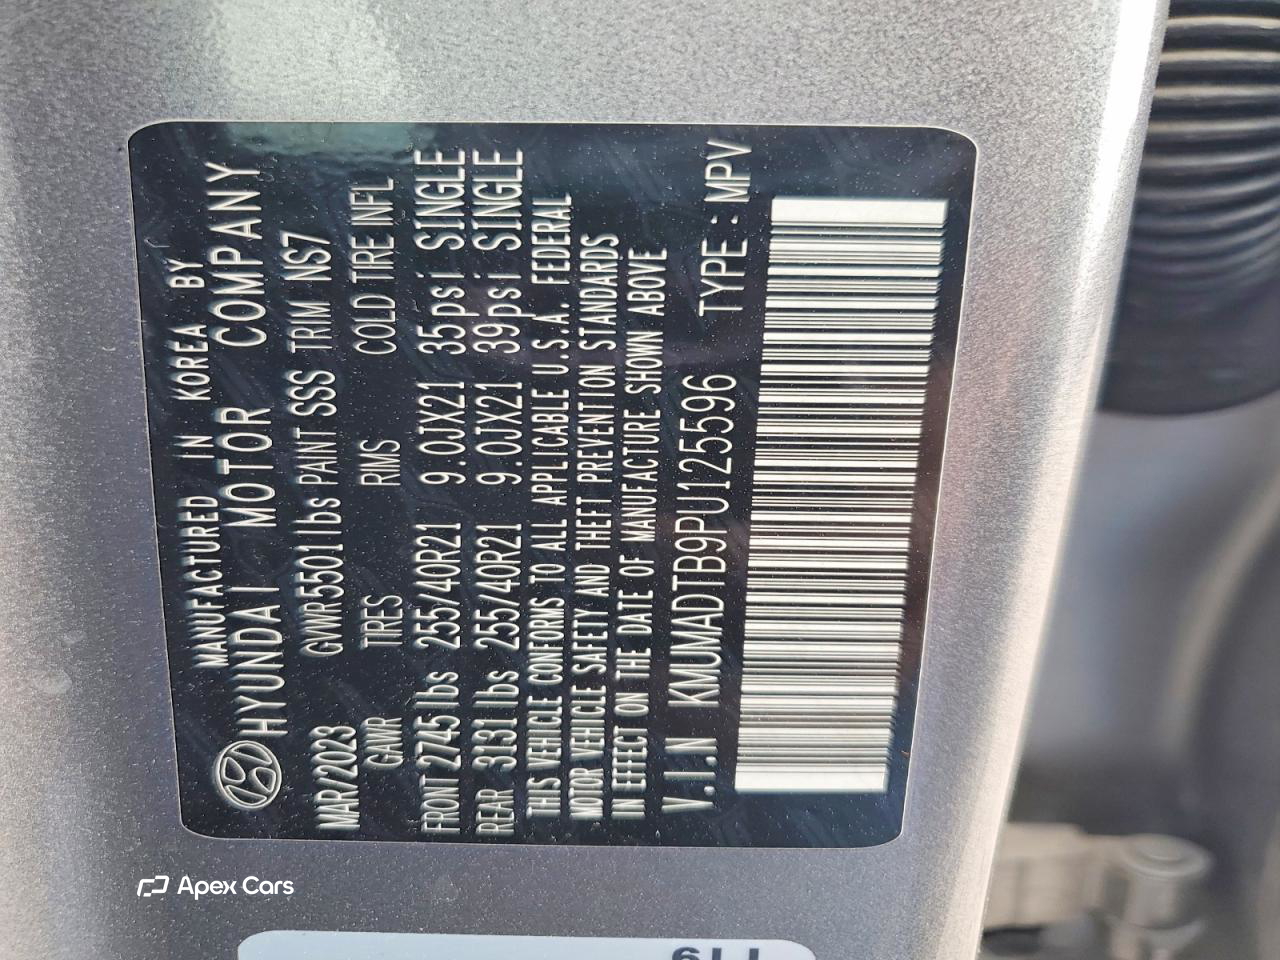 MANUFACTURED IN KOREA BY
HYUNDAI MOTOR COMPANY
MAR/2023 GVWR5501lbs PAINT SSS TRIM NS7
GAWR TIRES RIMS COLD TIRE INFL
FRONT 2745lbs 255/40R21 9.0JX21 35psi SINGLE
REAR 3131lbs 255/40R21 9.0JX21 39psi SINGLE
THIS VEHICLE CONFORMS TO ALL APPLICABLE U.S.A. FEDERAL
MOTOR VEHICLE SAFETY AND THEFT PREVENTION STANDARDS
IN EFFECT ON THE DATE OF MANUFACTURE SHOWN ABOVE
V.I.N KMUMADTB9PU125596 TYPE : MPV
Apex Cars